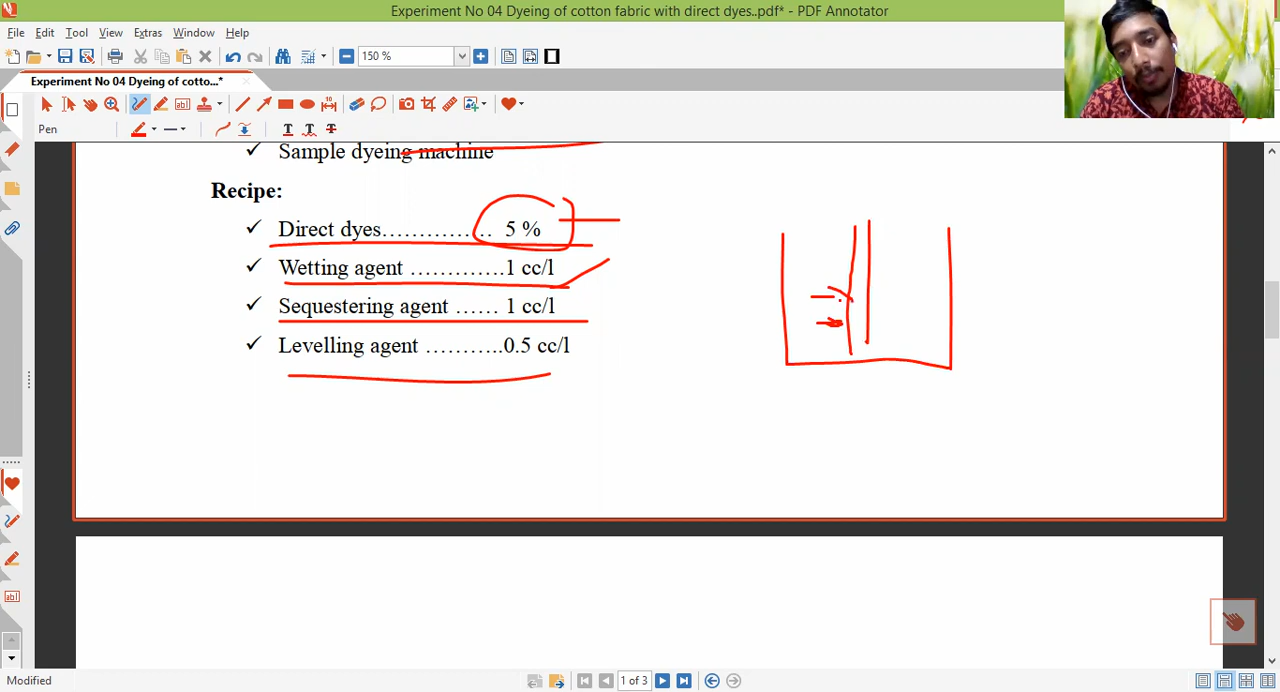 Experiment No 04 Dyeing of cotton fabric with direct dyes..pdf* - PDF Annotator
File Edit Tool View Extras Window Help
150 %
Experiment No 04 Dyeing of cotto...*
Pen
Sample dyeing machine
Recipe:
✓ Direct dyes…………….. 5 %
✓ Wetting agent ………….1 cc/l
✓ Sequestering agent …… 1 cc/l
✓ Levelling agent ………..0.5 cc/l
Modified
1 of 3